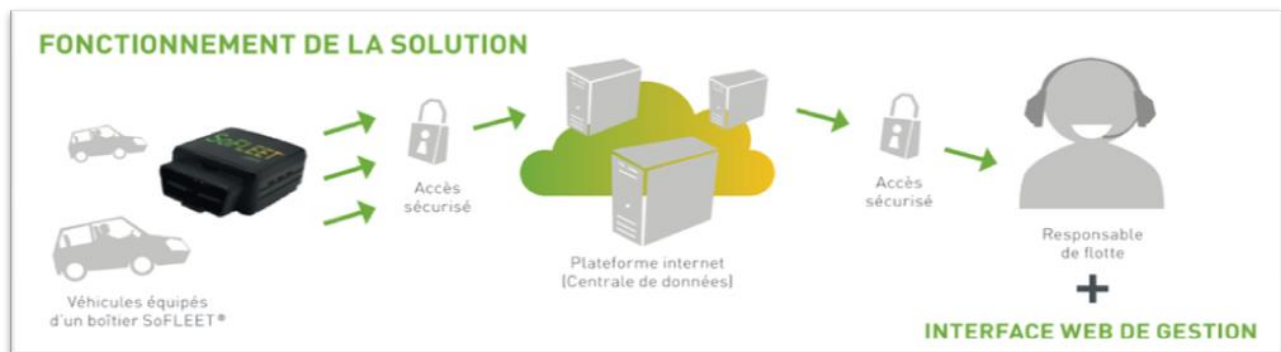 FONCTIONNEMENT DE LA SOLUTION
SoFLEET
Accès
sécurisé
Plateforme internet
(Centrale de données)
Accès
sécurisé
Responsable
de flotte
+
INTERFACE WEB DE GESTION
Véhicules équipés
d'un boîtier SoFLEET®